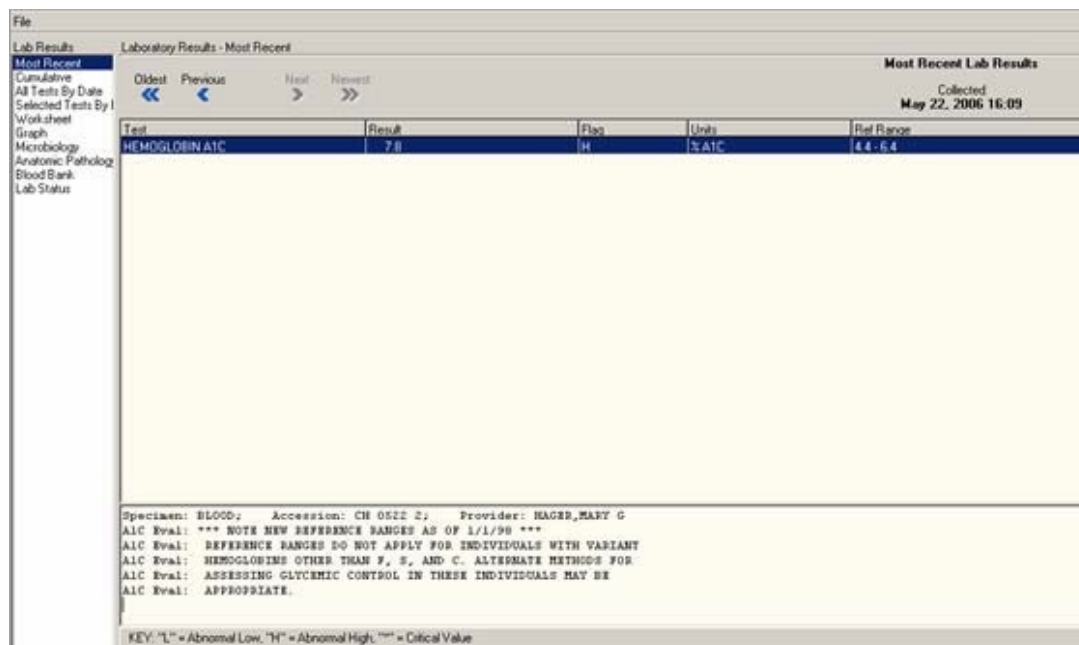 File
Lab Results
Most Recent
Cumulative
All Tests By Date
Selected Tests By
Worksheet
Graph
Microbiology
Anatomic Patholog
Blood Bank
Lab Status
Laboratory Results - Most Recent
Oldest Previous Next Newest
Most Recent Lab Results
Collected
May 22, 2006 16:09
Test Result Flag Units Ref Range
HEMOGLOBIN A1C 7.8 H % A1C 4.4 - 6.4
Specimen: BLOOD; Accession: CH 0522 2; Provider: HAGER,MARY G
A1C Eval: *** NOTE NEW REFERENCE RANGES AS OF 1/1/98 ***
A1C Eval: REFERENCE RANGES DO NOT APPLY FOR INDIVIDUALS WITH VARIANT
A1C Eval: HEMOGLOBINS OTHER THAN F, S, AND C. ALTERNATE METHODS FOR
A1C Eval: ASSESSING GLYCEMIC CONTROL IN THESE INDIVIDUALS MAY BE
A1C Eval: APPROPRIATE.
KEY: "L" = Abnormal Low, "H" = Abnormal High, "*" = Critical Value